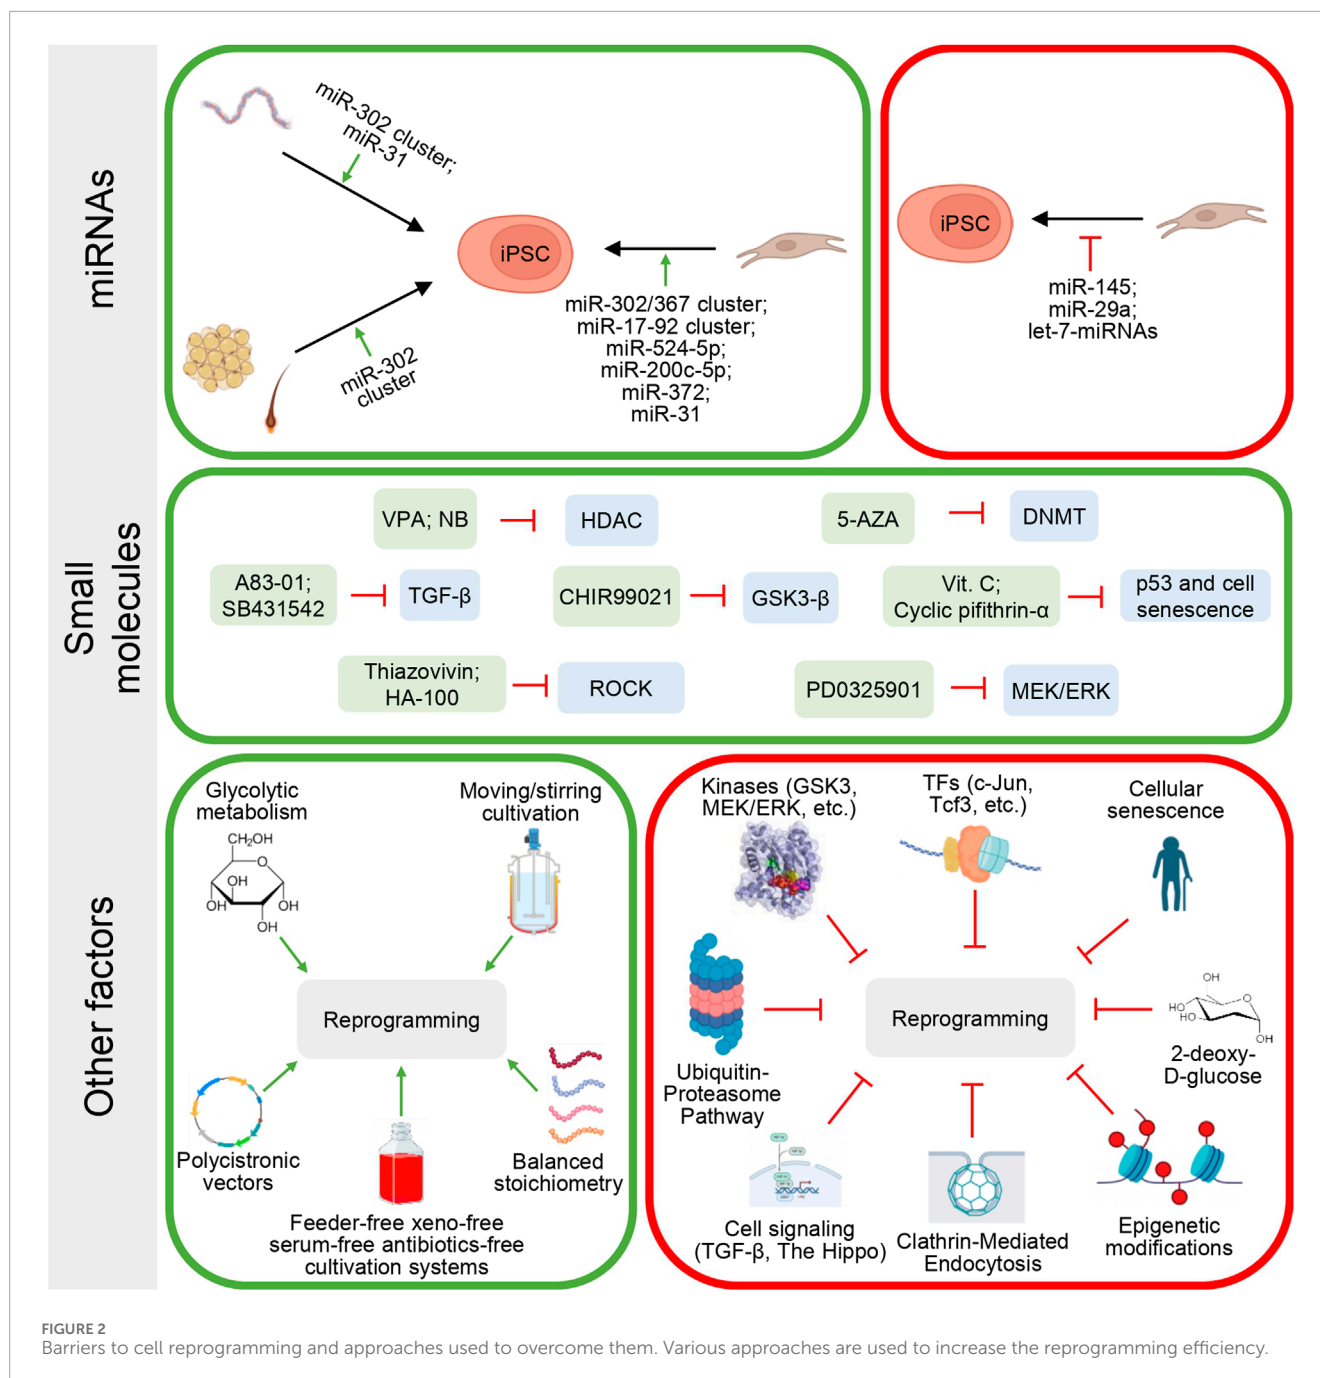 miRNAs
miR-302 cluster;
miR-31
iPSC
miR-302
cluster
miR-302/367 cluster;
miR-17-92 cluster;
miR-524-5p;
miR-200c-5p;
miR-372;
miR-31
iPSC
miR-145;
miR-29a;
let-7-miRNAs
Small
molecules
VPA; NB
HDAC
5-AZA
DNMT
A83-01;
SB431542
TGF-β
CHIR99021
GSK3-β
Vit. C;
Cyclic pifithrin-α
p53 and cell
senescence
Thiazovivin;
HA-100
ROCK
PD0325901
MEK/ERK
Other factors
Glycolytic
metabolism
CH₂OH
O
OH
OH
OH
OH
Moving/stirring
cultivation
Reprogramming
Polycistronic
vectors
Feeder-free xeno-free
serum-free antibiotics-free
cultivation systems
Balanced
stoichiometry
Kinases (GSK3,
MEK/ERK, etc.)
TFs (c-Jun,
Tcf3, etc.)
Cellular
senescence
Ubiquitin-
Proteasome
Pathway
Reprogramming
OH
HO
HO
O
OH
2-deoxy-
D-glucose
Cell signaling
(TGF-β, The Hippo)
Clathrin-Mediated
Endocytosis
Epigenetic
modifications
FIGURE 2
Barriers to cell reprogramming and approaches used to overcome them. Various approaches are used to increase the reprogramming efficiency.